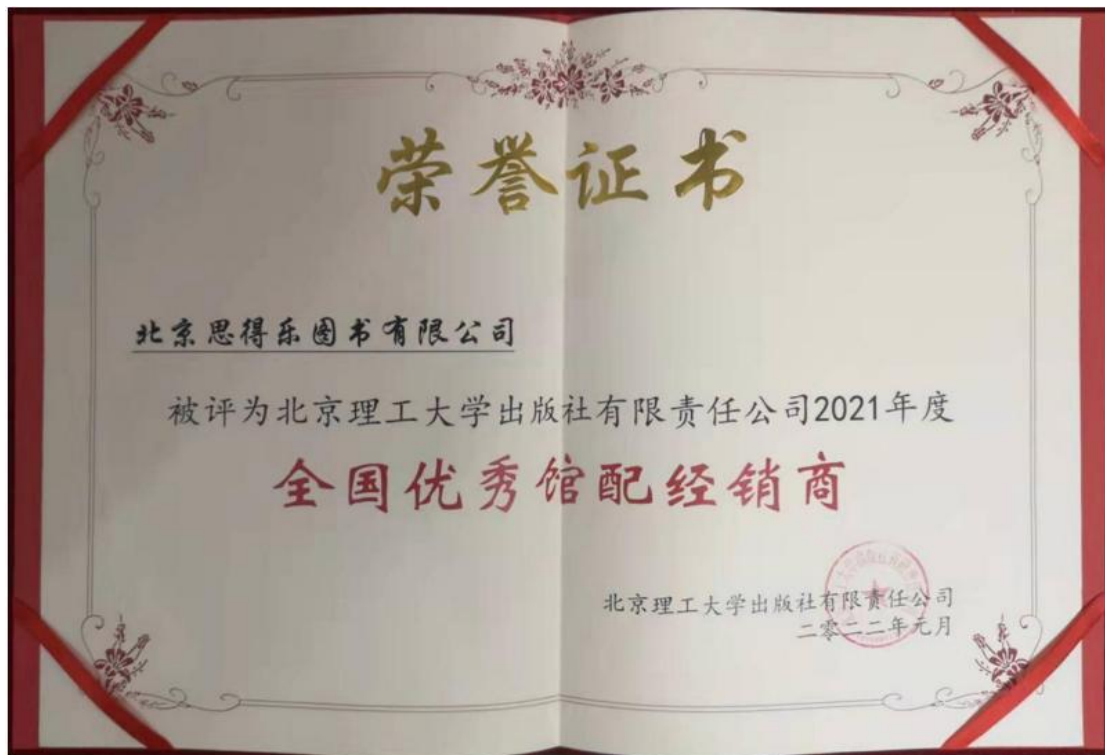 荣誉证书
北京思得乐图书有限公司
被评为北京理工大学出版社有限责任公司2021年度
全国优秀馆配经销商
北京理工大学出版社有限责任公司
二零二二年元月